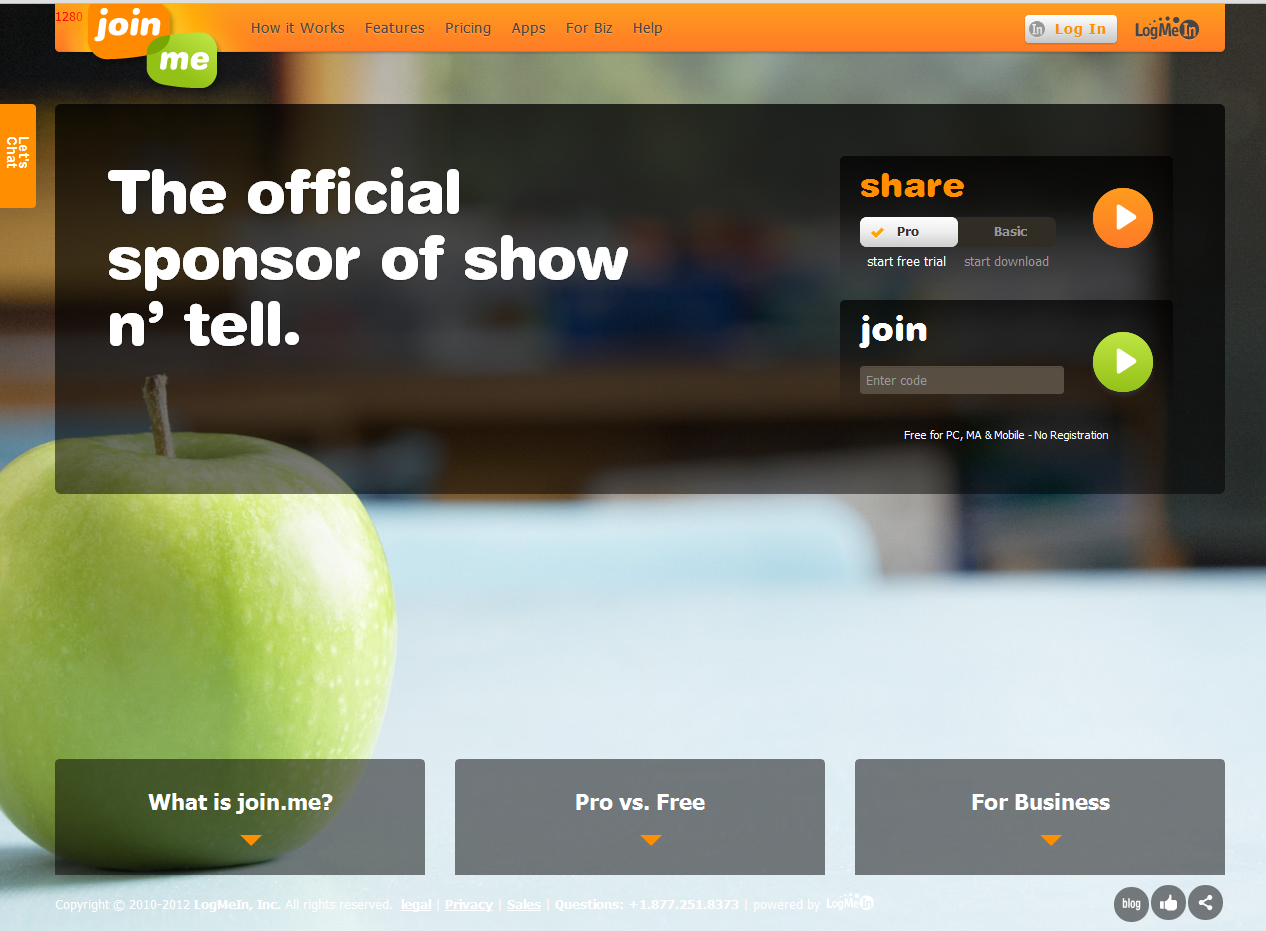 1280
join
me
How it Works Features Pricing Apps For Biz Help
In Log In
LogMeIn
Let's
Chat
The official
sponsor of show
n’ tell.
share
Pro Basic
start free trial start download
join
Enter code
Free for PC, MA & Mobile - No Registration
What is join.me? Pro vs. Free For Business
Copyright © 2010-2012 LogMeIn, Inc. All rights reserved. legal | Privacy | Sales | Questions: +1.877.251.8373 | powered by LogMeIn
blog